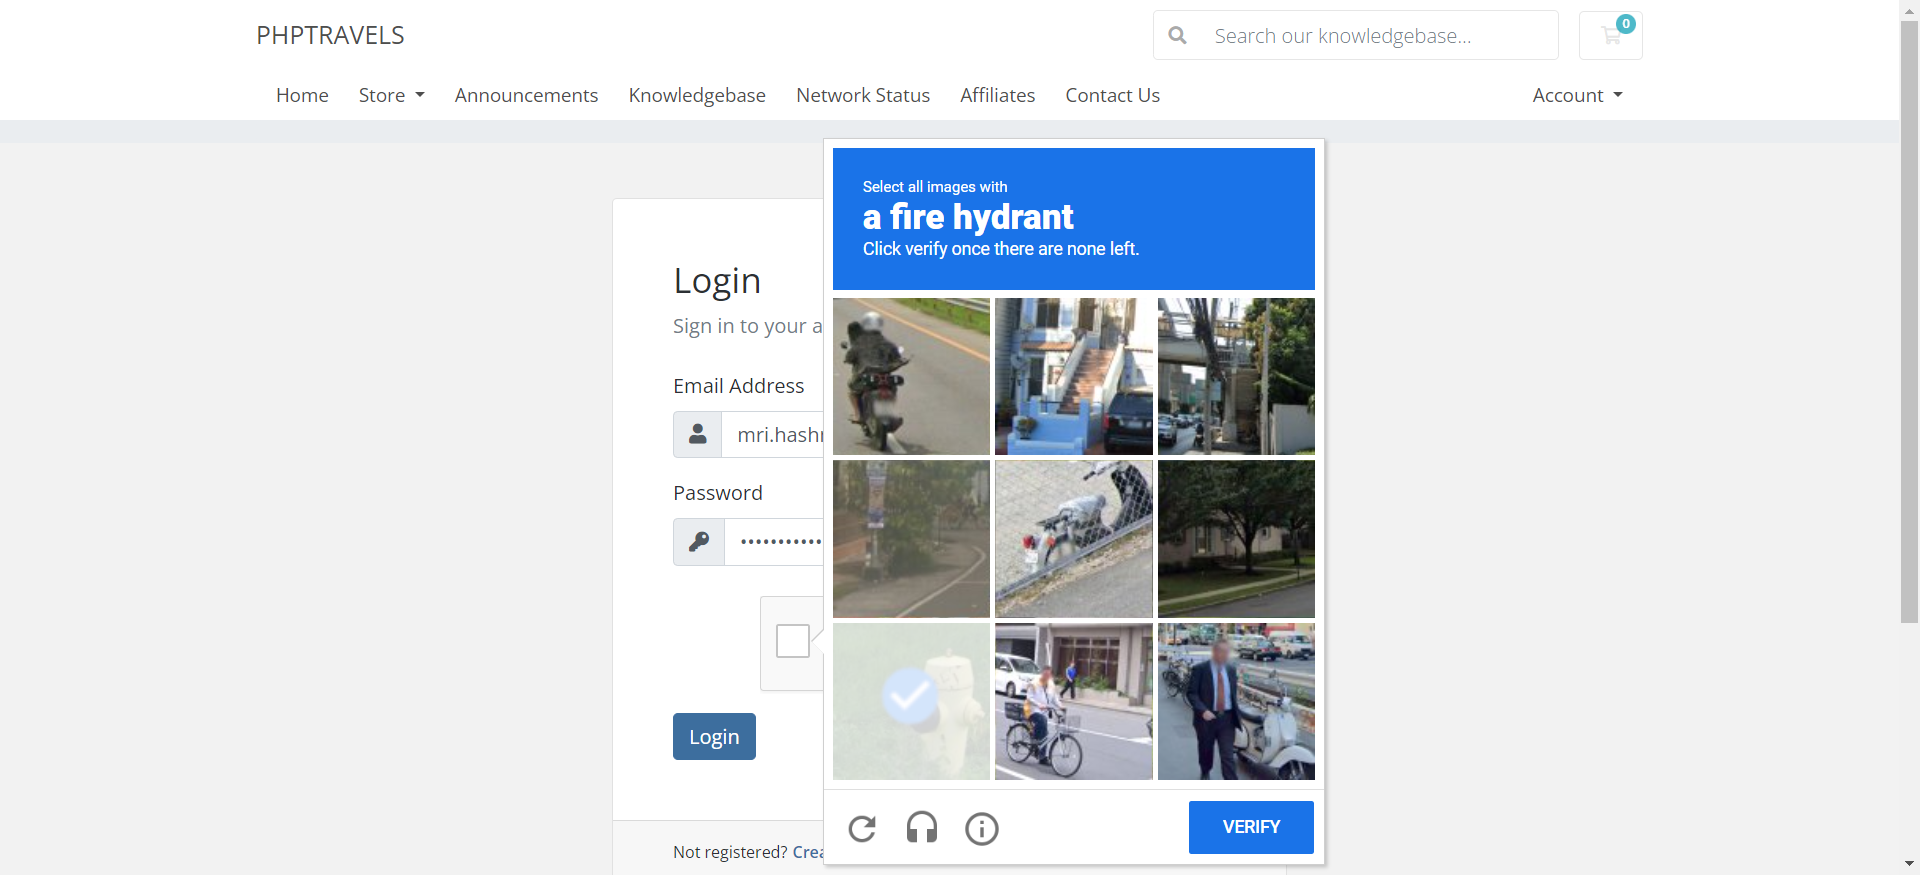 PHPTRAVELS
Search our knowledgebase...
0
Home Store Announcements Knowledgebase Network Status Affiliates Contact Us Account
Select all images with
a fire hydrant
Click verify once there are none left.
Login
Sign in to your a
Email Address
mri.hash
Password
Login
VERIFY
Not registered? Crea